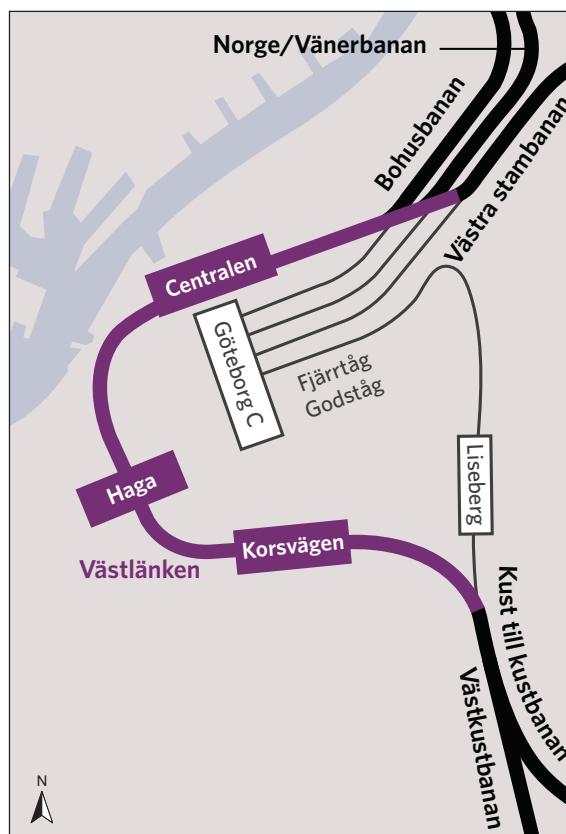 Norge/Vänerbanan
Bohusbanan
Västra stambanan
Centralen
Göteborg C
Fjärrtåg
Godståg
Liseberg
Haga
Korsvägen
Västlänken
Kust till kustbanan
Västkustbanan
N